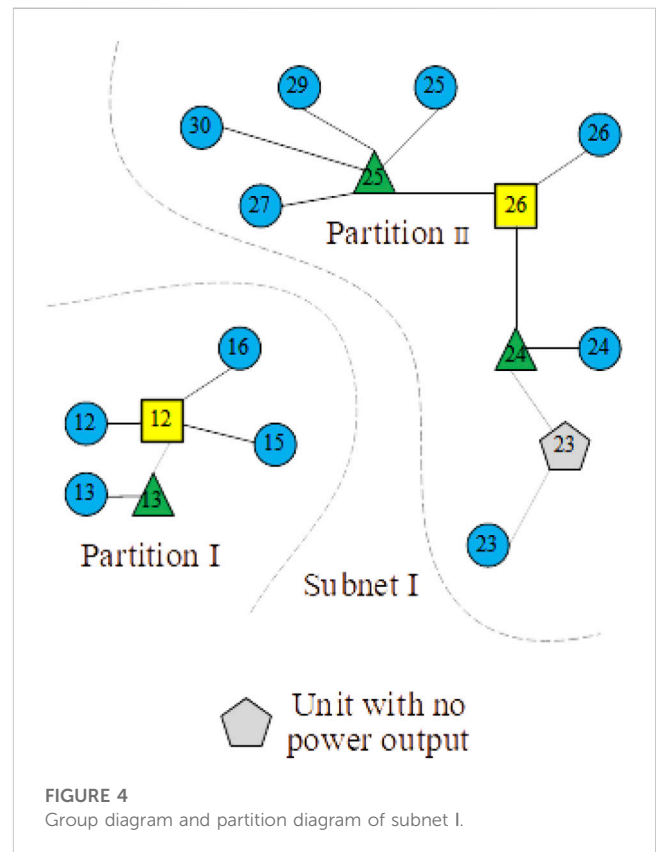 29
25
30
26
25
27
26
Partition II
16
24
24
12
12
15
23
13
13
23
Partition I
Subnet I
Unit with no
power output
FIGURE 4
Group diagram and partition diagram of subnet I.